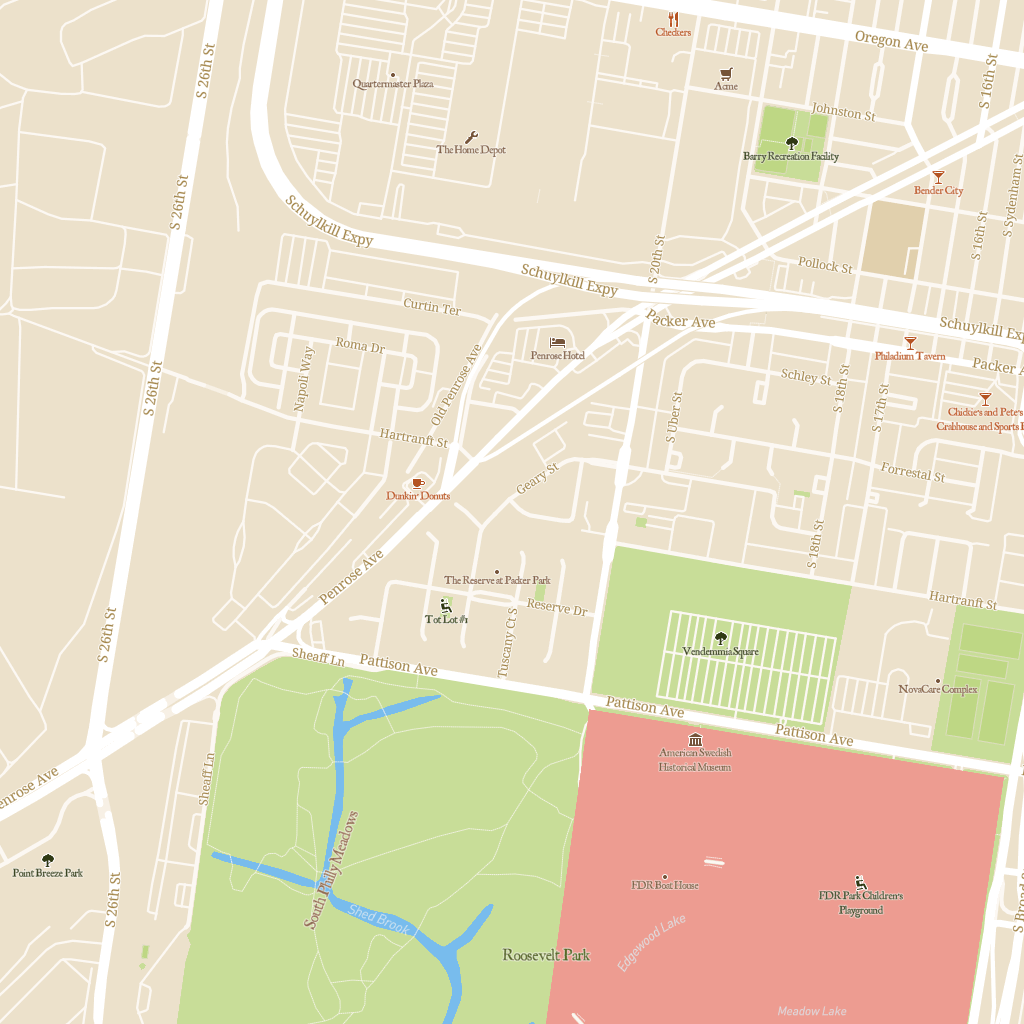 Checkers
Oregon Ave
S 26th St
Quartermaster Plaza
Acme
S 16th St
Johnston St
The Home Depot
Barry Recreation Facility
Bender City
S 26th St
S Sydenham St
Schuylkill Expy
S 16th St
S 20th St
Pollock St
Schuylkill Expy
Curtin Ter
Packer Ave
Schuylkill Exp
Roma Dr
Penrose Hotel
Philadium Tavern
Packer A
S 26th St
Napoli Way
Old Penrose Ave
Schley St
S 18th St
S 17th St
S Uber St
Chickie's and Pete's
Crabhouse and Sports B
Hartranft St
Forrestal St
Geary St
Dunkin' Donuts
S 18th St
Penrose Ave
The Reserve at Packer Park
Hartranft St
Reserve Dr
Tot Lot #1
S 26th St
Tuscany Ct S
Vendemmia Square
Sheaff Ln
Pattison Ave
NovaCare Complex
Pattison Ave
Pattison Ave
American Swedish
Historical Museum
Sheaff Ln
enrose Ave
South Philly Meadows
Point Breeze Park
FDR Boat House
FDR Park Children's
Playground
S 26th St
Shed Brook
S Broad S
Edgewood Lake
Roosevelt Park
Meadow Lake